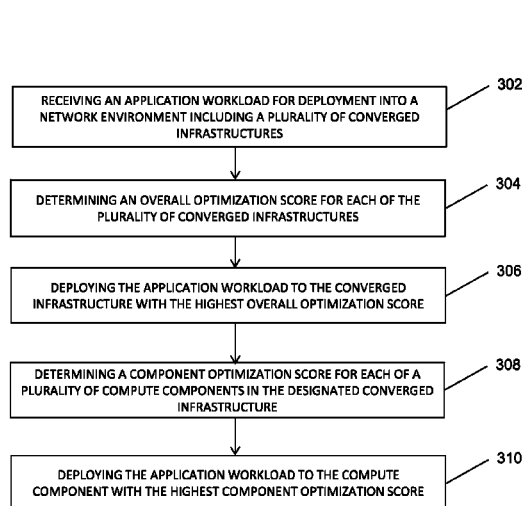 302
RECEIVING AN APPLICATION WORKLOAD FOR DEPLOYMENT INTO A
NETWORK ENVIRONMENT INCLUDING A PLURALITY OF CONVERGED
INFRASTRUCTURES
304
DETERMINING AN OVERALL OPTIMIZATION SCORE FOR EACH OF THE
PLURALITY OF CONVERGED INFRASTRUCTURES
306
DEPLOYING THE APPLICATION WORKLOAD TO THE CONVERGED
INFRASTRUCTURE WITH THE HIGHEST OVERALL OPTIMIZATION SCORE
308
DETERMINING A COMPONENT OPTIMIZATION SCORE FOR EACH OF A
PLURALITY OF COMPUTE COMPONENTS IN THE DESIGNATED CONVERGED
INFRASTRUCTURE
310
DEPLOYING THE APPLICATION WORKLOAD TO THE COMPUTE
COMPONENT WITH THE HIGHEST COMPONENT OPTIMIZATION SCORE